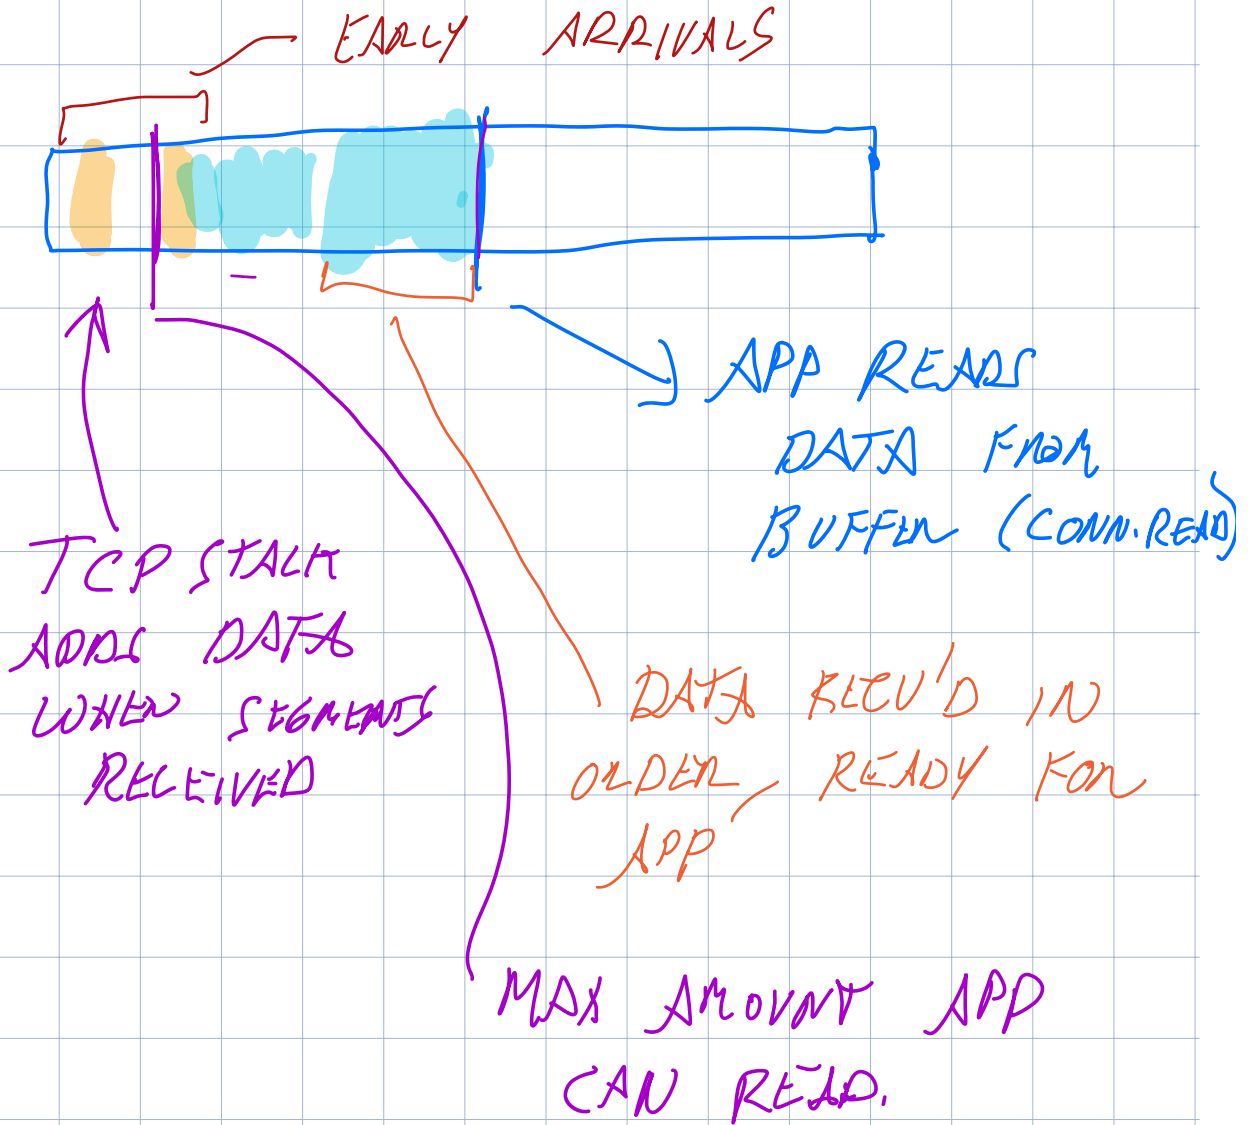 EARLY ARRIVALS
APP READS
DATA FROM
BUFFER (CONN.READ)
TCP STACK
ADDS DATA
WHEN SEGMENTS
RECEIVED
DATA RECV'D IN
ORDER, READY FOR
APP
MAX AMOUNT APP
CAN READ.